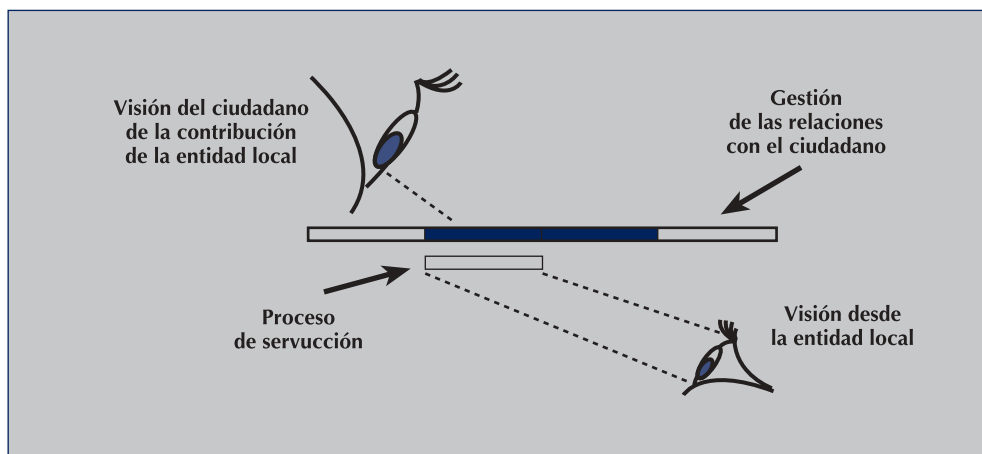 Visión del ciudadano
de la contribución
de la entidad local
Gestión
de las relaciones
con el ciudadano
Proceso
de servucción
Visión desde
la entidad local